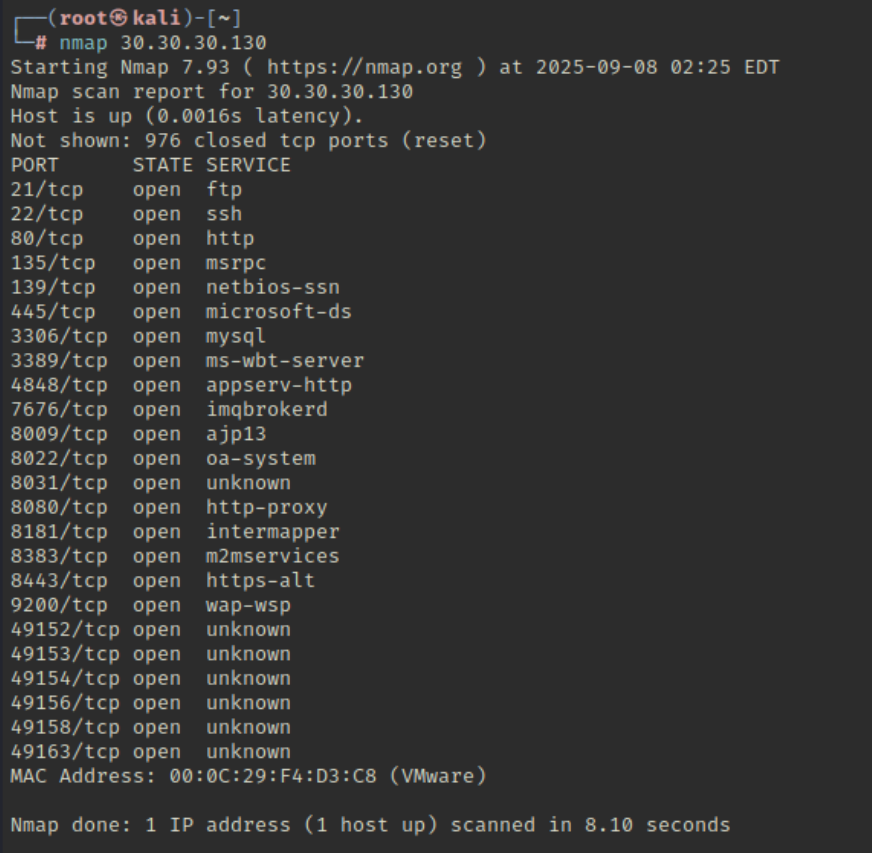 ┌──(root㉿kali)-[~]
└─# nmap 30.30.30.130
Starting Nmap 7.93 ( https://nmap.org ) at 2025-09-08 02:25 EDT
Nmap scan report for 30.30.30.130
Host is up (0.0016s latency).
Not shown: 976 closed tcp ports (reset)
PORT      STATE SERVICE
21/tcp    open  ftp
22/tcp    open  ssh
80/tcp    open  http
135/tcp   open  msrpc
139/tcp   open  netbios-ssn
445/tcp   open  microsoft-ds
3306/tcp  open  mysql
3389/tcp  open  ms-wbt-server
4848/tcp  open  appserv-http
7676/tcp  open  imqbrokerd
8009/tcp  open  ajp13
8022/tcp  open  oa-system
8031/tcp  open  unknown
8080/tcp  open  http-proxy
8181/tcp  open  intermapper
8383/tcp  open  m2mservices
8443/tcp  open  https-alt
9200/tcp  open  wap-wsp
49152/tcp open  unknown
49153/tcp open  unknown
49154/tcp open  unknown
49156/tcp open  unknown
49158/tcp open  unknown
49163/tcp open  unknown
MAC Address: 00:0C:29:F4:D3:C8 (VMware)

Nmap done: 1 IP address (1 host up) scanned in 8.10 seconds